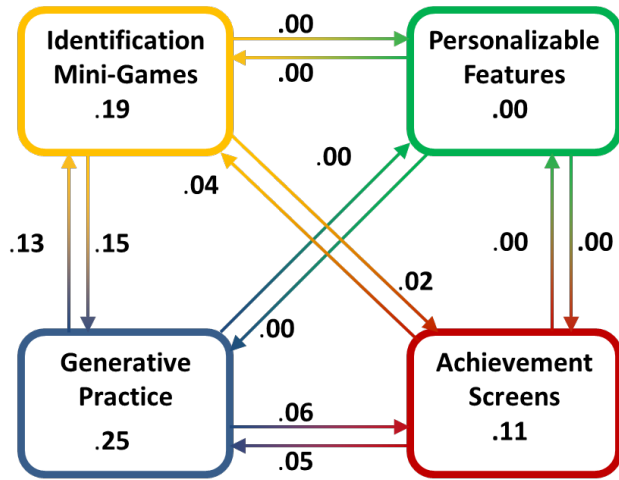 Identification
Mini-Games
.19
.00
.00
Personalizable
Features
.00
.04
.00
.13
.15
.00
.00
.02
.00
Generative
Practice
.25
.06
.05
Achievement
Screens
.11